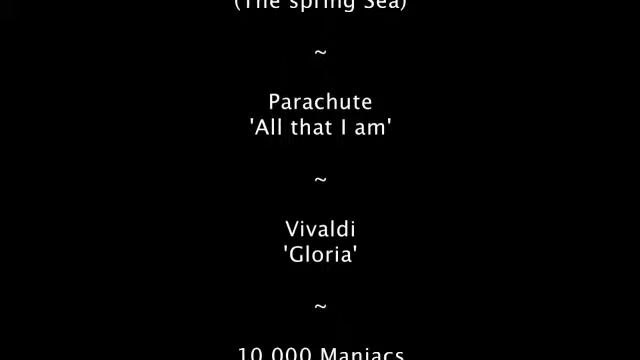 (The spring Sea)
~
Parachute
'All that I am'
~
Vivaldi
'Gloria'
~
10,000 Maniacs